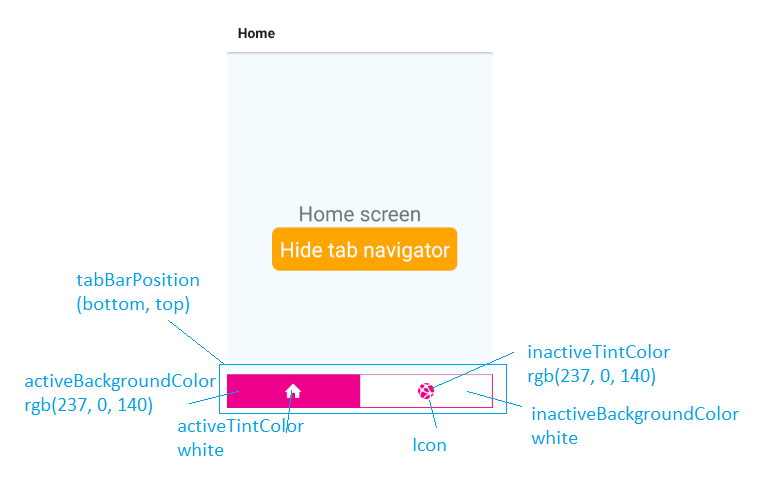 Home
Home screen
Hide tab navigator
tabBarPosition
(bottom, top)
activeBackgroundColor
rgb(237, 0, 140)
activeTintColor
white
Icon
inactiveTintColor
rgb(237, 0, 140)
inactiveBackgroundColor
white